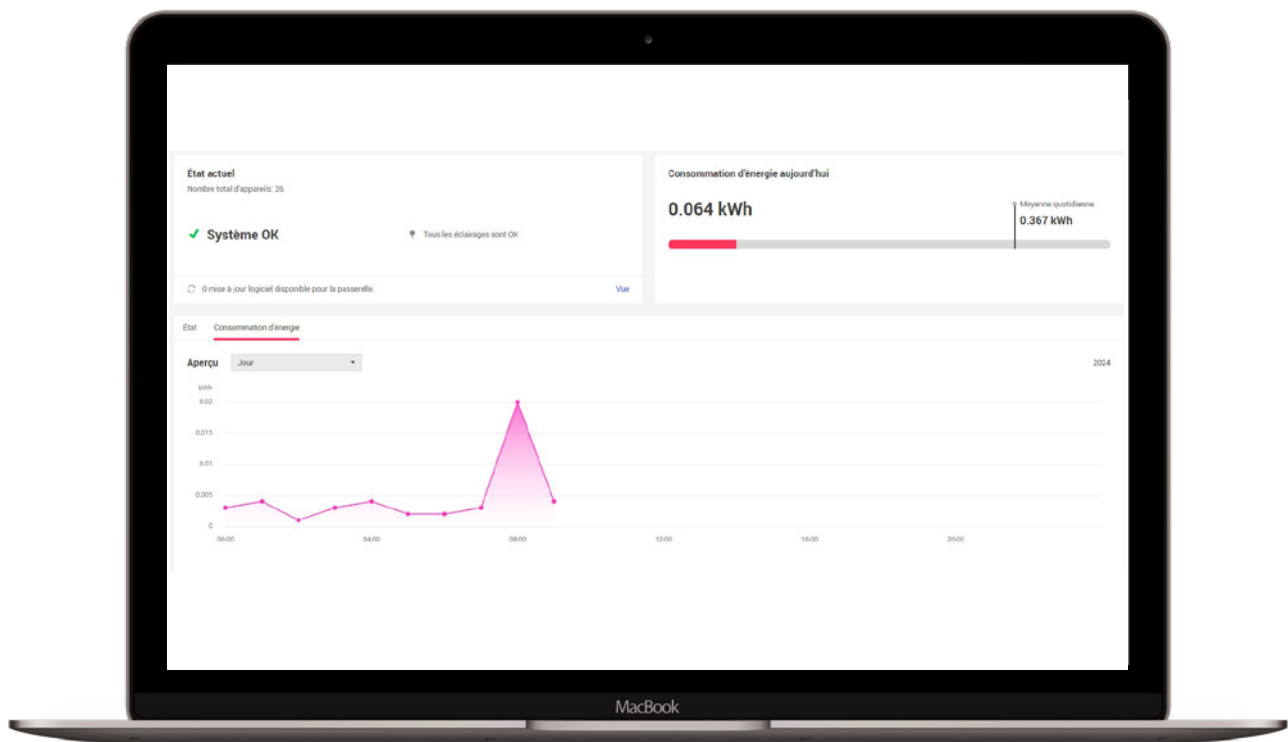 État actuel
Nombre total d'appareils: 26
Système OK
Tous les éclairages sont OK
0 mise à jour logiciel disponible pour la passerelle.
Vue
Consommation d'énergie aujourd'hui
0.064 kWh
Moyenne quotidienne
0.367 kWh
État Consommation d'énergie
Aperçu Jour 2024
kWh
0.02
0.015
0.01
0.005
0
00:00 04:00 08:00 12:00 16:00 20:00
MacBook